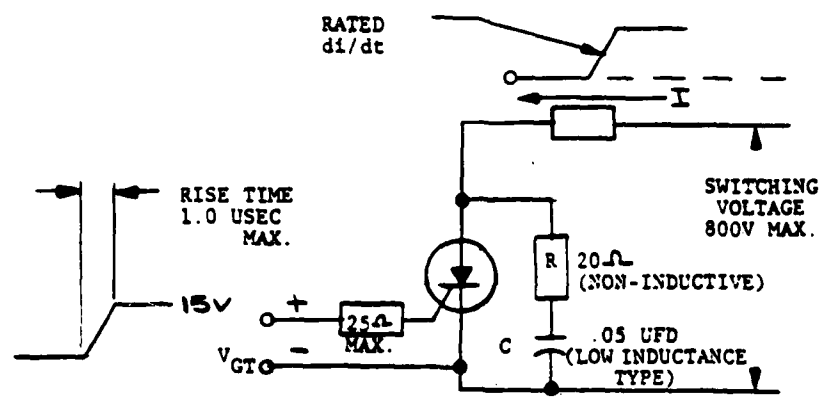 RATED
di/dt
I
RISE TIME
1.0 USEC
MAX.
SWITCHING
VOLTAGE
800V MAX.
15V
+
25Ω
MAX.
-
VGT
R
20Ω
(NON-INDUCTIVE)
C
.05 UFD
(LOW INDUCTANCE
TYPE)